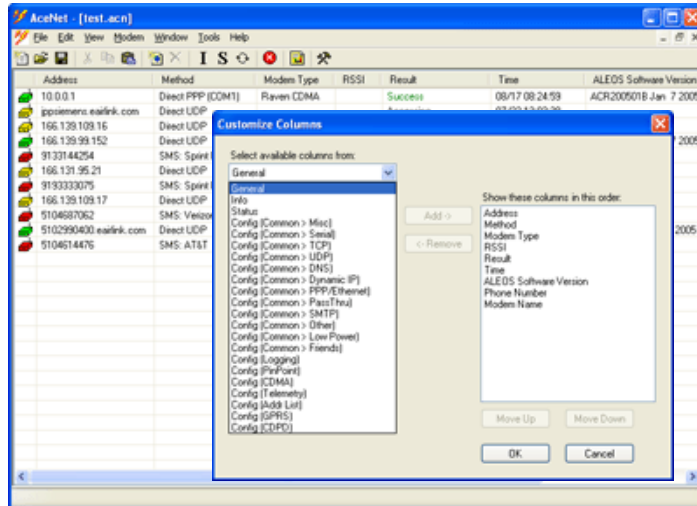 AceNet - [test.acn]
File Edit View Modem Window Tools Help
I S
Address Method Modem Type RSSI Result Time ALEOS Software Version
10.0.0.1 Direct PPP (COM1) Raven CDMA Success 08/17 08:24:59 ACR200501B Jan 7 2005
jppsiemens.eairlink.com Direct UDP
166.139.109.16 Direct UDP
166.139.99.152 Direct UDP 2005
9133144254 SMS: Sprint
166.131.95.21 Direct UDP
9193333075 SMS: Sprint
166.139.109.17 Direct UDP
5104687062 SMS: Verizo
5102990400.eairlink.com Direct UDP 2005
5104614476 SMS: AT&T
Customize Columns
Select available columns from:
General
General
Info
Status
Config (Common > Misc)
Config (Common > Serial)
Config (Common > TCP)
Config (Common > UDP)
Config (Common > DNS)
Config (Common > Dynamic IP)
Config (Common > PPP/Ethernet)
Config (Common > PassThru)
Config (Common > SMTP)
Config (Common > Other)
Config (Common > Low Power)
Config (Common > Friends)
Config (Logging)
Config (PinPoint)
Config (CDMA)
Config (Telemetry)
Config (Addr List)
Config (GPRS)
Config (CDPD)
Add ->
<- Remove
Show these columns in this order:
Address
Method
Modem Type
RSSI
Result
Time
ALEOS Software Version
Phone Number
Modem Name
Move Up Move Down
OK Cancel